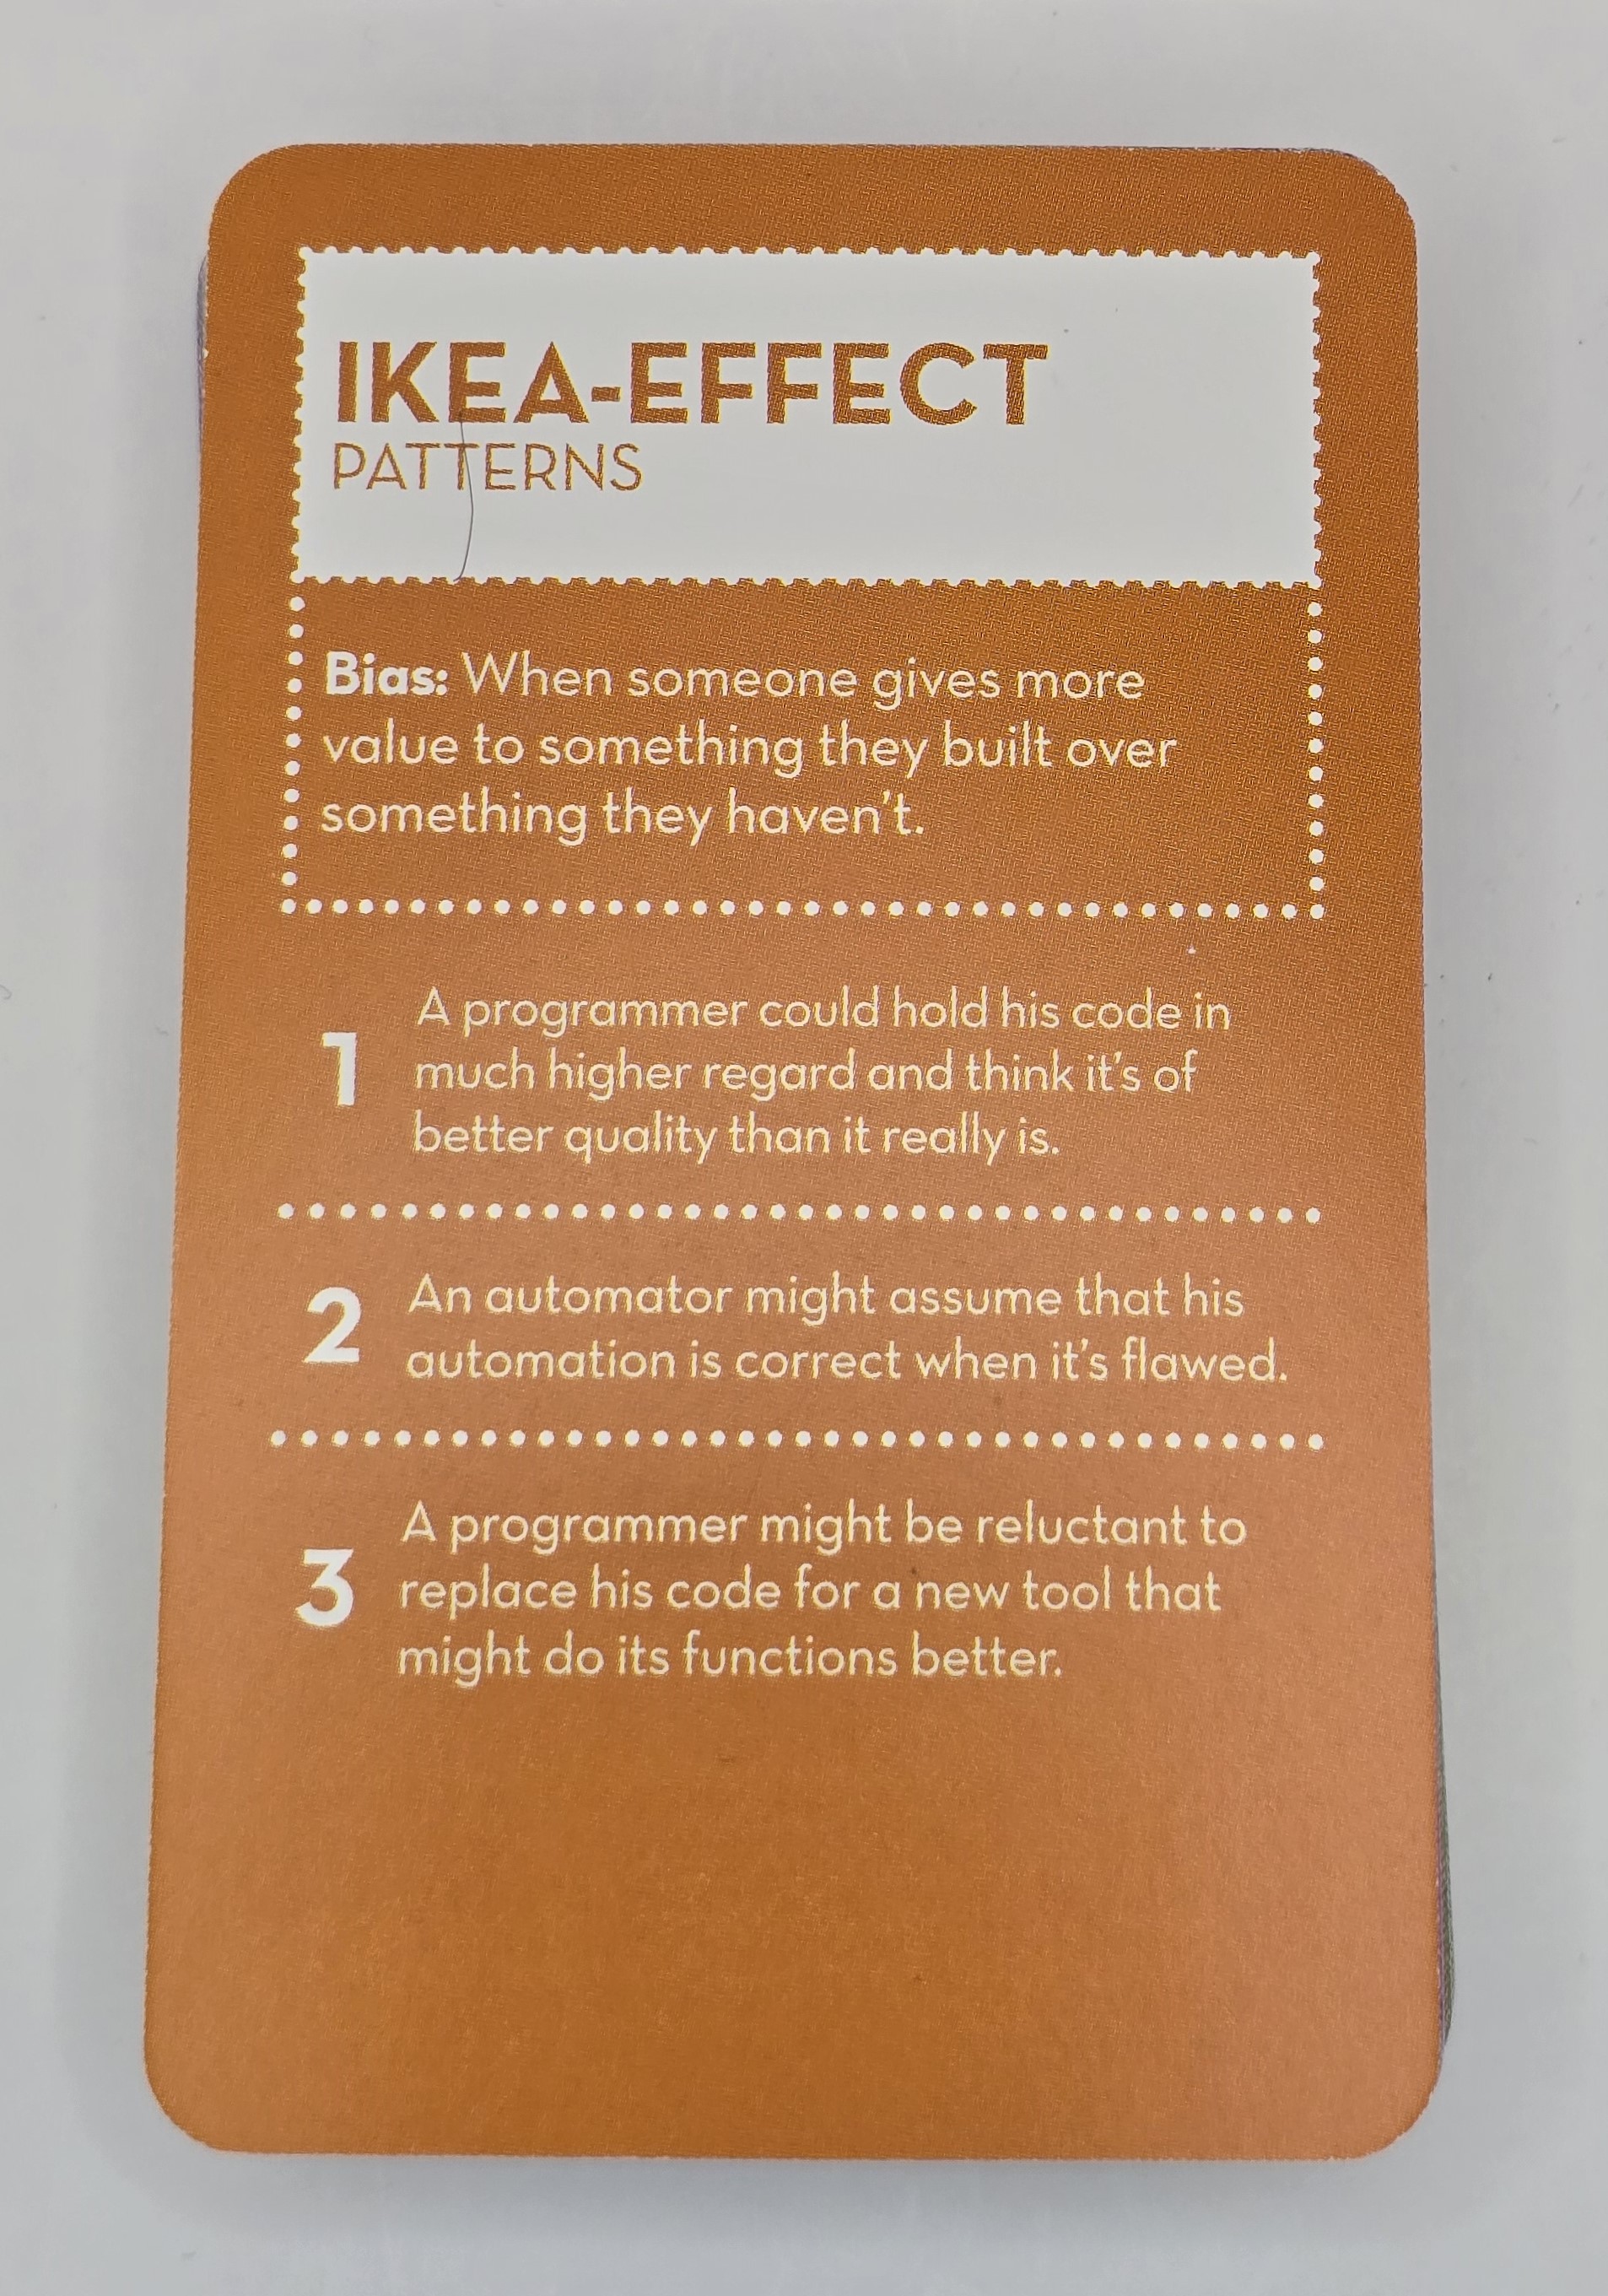 IKEA-EFFECT
PATTERNS
Bias: When someone gives more
value to something they built over
something they haven't.
1
A programmer could hold his code in
much higher regard and think it's of
better quality than it really is.
2
An automator might assume that his
automation is correct when it's flawed.
3
A programmer might be reluctant to
replace his code for a new tool that
might do its functions better.